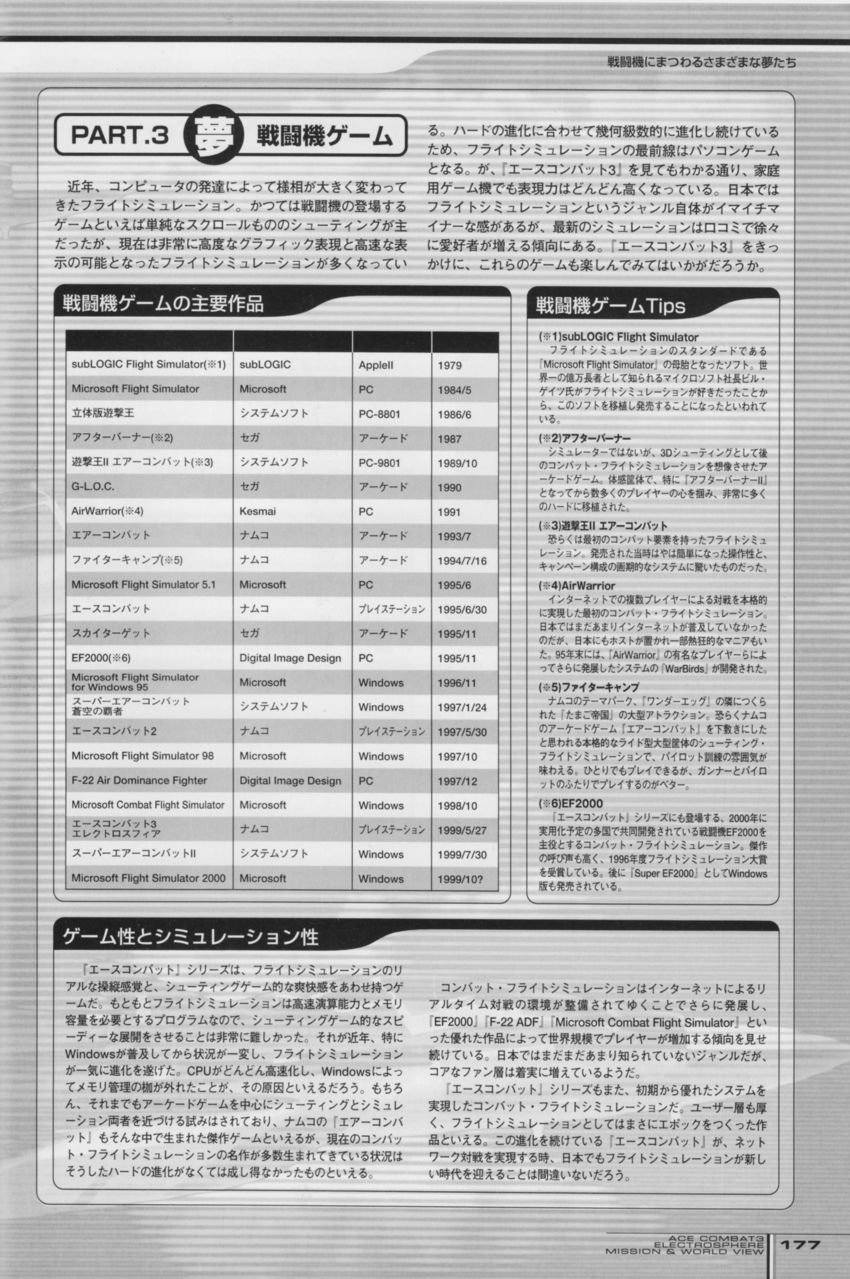 戦闘機にまつわるさまざまな夢たち
PART.3 夢 戦闘機ゲーム
近年、コンピュータの発達によって様相が大きく変わって
きたフライトシミュレーション。かつては戦闘機の登場する
ゲームといえば単純なスクロールもののシューティングが主
だったが、現在は非常に高度なグラフィック表現と高速な表
示の可能となったフライトシミュレーションが多くなってい
る。ハードの進化に合わせて幾何級数的に進化し続けている
ため、フライトシミュレーションの最前線はパソコンゲーム
となる。が、『エースコンバット3』を見てもわかる通り、家庭
用ゲーム機でも表現力はどんどん高くなっている。日本では
フライトシミュレーションというジャンル自体がイマイチマ
イナーな感があるが、最新のシミュレーションは口コミで徐々
に愛好者が増える傾向にある。『エースコンバット3』をきっ
かけに、これらのゲームも楽しんでみてはいかがだろうか。
戦闘機ゲームの主要作品
subLOGIC Flight Simulator(※1) subLOGIC AppleII 1979
Microsoft Flight Simulator Microsoft PC 1984/5
立体版遊撃王 システムソフト PC-8801 1986/6
アフターバーナー(※2) セガ アーケード 1987
遊撃王II エアーコンバット(※3) システムソフト PC-9801 1989/10
G-L.O.C. セガ アーケード 1990
AirWarrior(※4) Kesmai PC 1991
エアーコンバット ナムコ アーケード 1993/7
ファイターキャンプ(※5) ナムコ アーケード 1994/7/16
Microsoft Flight Simulator 5.1 Microsoft PC 1995/6
エースコンバット ナムコ プレイステーション 1995/6/30
スカイターゲット セガ アーケード 1995/11
EF2000(※6) Digital Image Design PC 1995/11
Microsoft Flight Simulator
for Windows 95 Microsoft Windows 1996/11
スーパーエアーコンバット
蒼空の覇者 システムソフト Windows 1997/1/24
エースコンバット2 ナムコ プレイステーション 1997/5/30
Microsoft Flight Simulator 98 Microsoft Windows 1997/10
F-22 Air Dominance Fighter Digital Image Design PC 1997/12
Microsoft Combat Flight Simulator Microsoft Windows 1998/10
エースコンバット3
エレクトロスフィア ナムコ プレイステーション 1999/5/27
スーパーエアーコンバットII システムソフト Windows 1999/7/30
Microsoft Flight Simulator 2000 Microsoft Windows 1999/10?
戦闘機ゲームTips
(※1)subLOGIC Flight Simulator
フライトシミュレーションのスタンダードである
『Microsoft Flight Simulator』の母胎となったソフト。世
界一の億万長者として知られるマイクロソフト社長ビル・
ゲイツ氏がフライトシミュレーションが好きだったことか
ら、このソフトを移植し発売することになったといわれて
いる。
(※2)アフターバーナー
シミュレーターではないが、3Dシューティングとして後
のコンバット・フライトシミュレーションを想像させたア
ーケードゲーム。体感筐体で、特に『アフターバーナーII』
となってから数多くのプレイヤーの心を掴み、非常に多く
のハードに移植された。
(※3)遊撃王II エアーコンバット
恐らくは最初のコンバット要素を持ったフライトシミュ
レーション。発売された当時はやは簡単になった操作性と、
キャンペーン構成の画期的なシステムに驚いたものだった。
(※4)AirWarrior
インターネットでの複数プレイヤーによる対戦を本格的
に実現した最初のコンバット・フライトシミュレーション。
日本ではまだあまりインターネットが普及していなかった
のだが、日本にもホストが置かれ一部熱狂的なマニアもい
た。95年末には、『AirWarrior』の有名なプレイヤーらによ
ってさらに発展したシステムの『WarBirds』が開発された。
(※5)ファイターキャンプ
ナムコのテーマパーク、『ワンダーエッグ』の隣につくら
れた『たまご帝国』の大型アトラクション。恐らくナムコ
のアーケードゲーム『エアーコンバット』を下敷きにした
と思われる本格的なライド型大型筐体のシューティング・
フライトシミュレーションで、パイロット訓練の雰囲気が
味わえる。ひとりでもプレイできるが、ガンナーとパイロ
ットのふたりでプレイするのがベター。
(※6)EF2000
『エースコンバット』シリーズにも登場する、2000年に
実用化予定の多国で共同開発されている戦闘機EF2000を
主役とするコンバット・フライトシミュレーション。傑作
の呼び声も高く、1996年度フライトシミュレーション大賞
を受賞している。後に『Super EF2000』としてWindows
版も発売されている。
ゲーム性とシミュレーション性
『エースコンバット』シリーズは、フライトシミュレーションのリ
アルな操縦感覚と、シューティングゲーム的な爽快感をあわせ持つゲ
ームだ。もともとフライトシミュレーションは高速演算能力とメモリ
容量を必要とするプログラムなので、シューティングゲーム的なスピ
ーディーな展開をさせることは非常に難しかった。それが近年、特に
Windowsが普及してから状況が一変し、フライトシミュレーション
が一気に進化を遂げた。CPUがどんどん高速化し、Windowsによっ
てメモリ管理の枷が外れたことが、その原因といえるだろう。もちろ
ん、それまでもアーケードゲームを中心にシューティングとシミュレ
ーション両者を近づける試みはされており、ナムコの『エアーコンバ
ット』もそんな中で生まれた傑作ゲームといえるが、現在のコンバッ
ト・フライトシミュレーションの名作が多数生まれてきている状況は
そうしたハードの進化がなくては成し得なかったものといえる。
コンバット・フライトシミュレーションはインターネットによるリ
アルタイム対戦の環境が整備されてゆくことでさらに発展し、
『EF2000』『F-22 ADF』『Microsoft Combat Flight Simulator』とい
った優れた作品によって世界規模でプレイヤーが増加する傾向を見せ
続けている。日本ではまだまだあまり知られていないジャンルだが、
コアなファン層は着実に増えているようだ。
『エースコンバット』シリーズもまた、初期から優れたシステムを
実現したコンバット・フライトシミュレーションだ。ユーザー層も厚
く、フライトシミュレーションとしてはまさにエポックをつくった作
品といえる。この進化を続けている『エースコンバット』が、ネット
ワーク対戦を実現する時、日本でもフライトシミュレーションが新し
い時代を迎えることは間違いないだろう。
ACE COMBAT3
ELECTROSPHERE
MISSION & WORLD VIEW
177